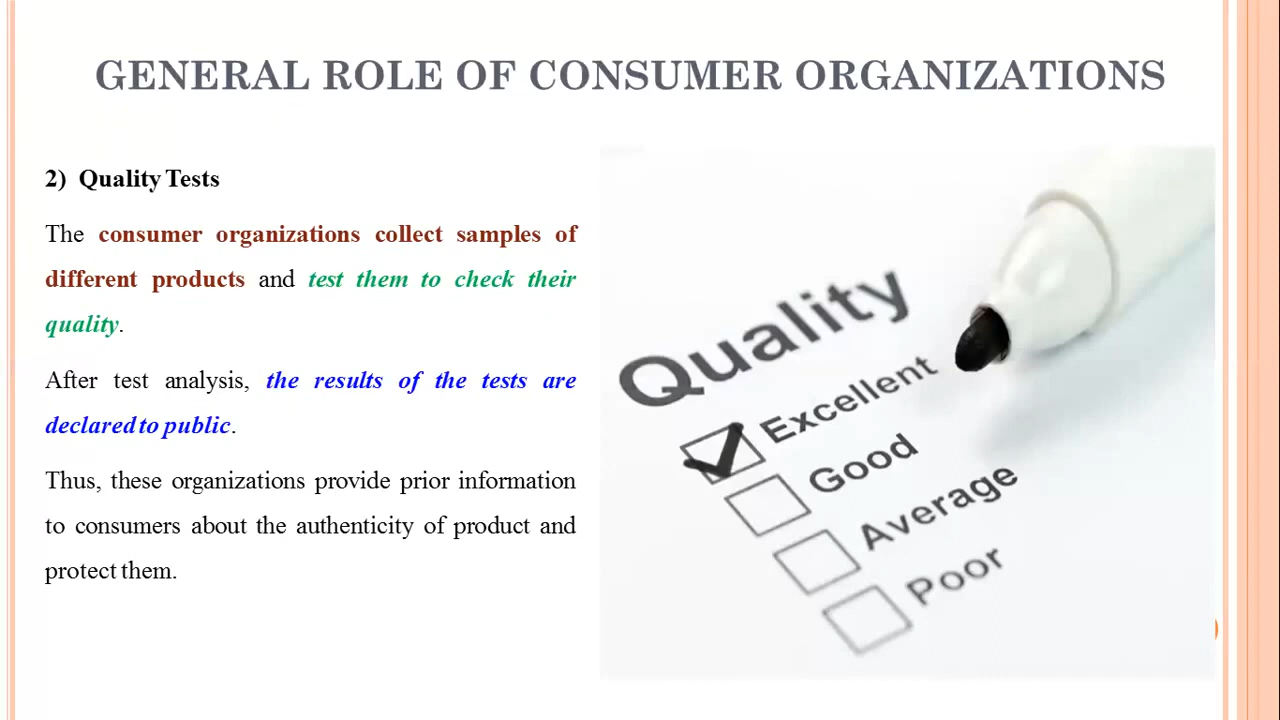 GENERAL ROLE OF CONSUMER ORGANIZATIONS
2) Quality Tests
The consumer organizations collect samples of
different products and test them to check their
quality.
After test analysis, the results of the tests are
declared to public.
Thus, these organizations provide prior information
to consumers about the authenticity of product and
protect them.
Quality
Excellent
Good
Average
Poor